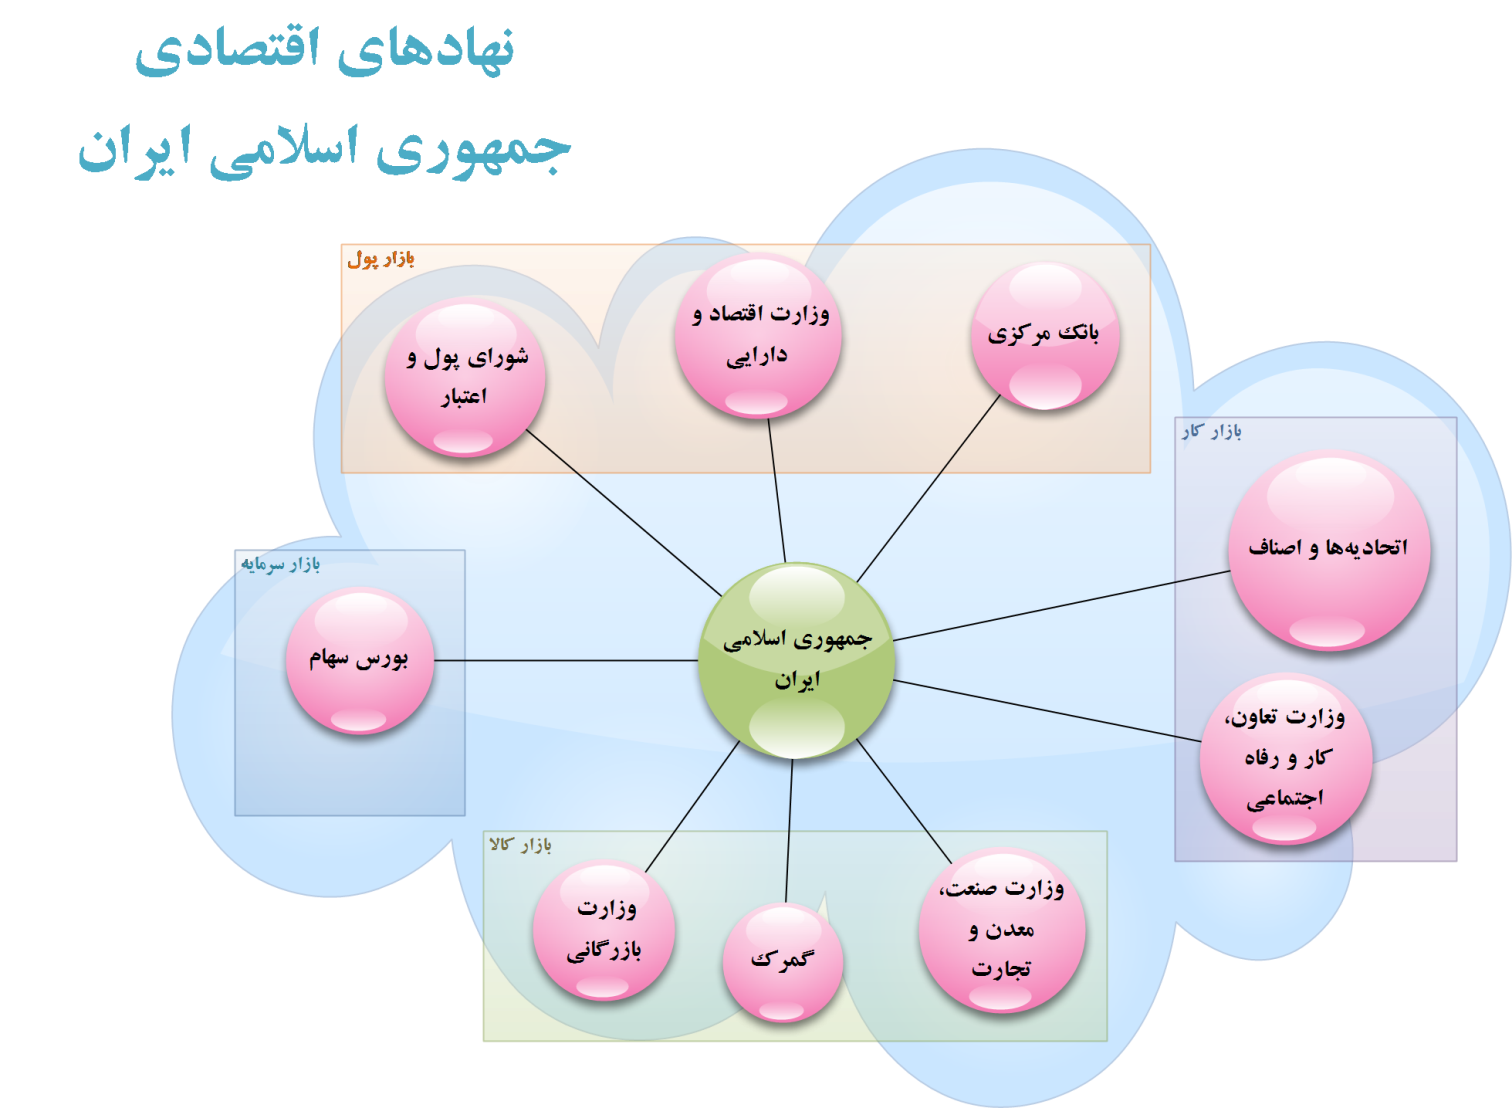 نهادهای اقتصادی
جمهوری اسلامی ایران
بازار پول
بانک مرکزی
وزارت اقتصاد و
دارایی
شورای پول و
اعتبار
بازار کار
اتحادیه‌ها و اصناف
وزارت تعاون،
کار و رفاه
اجتماعی
بازار سرمایه
بورس سهام
جمهوری اسلامی
ایران
بازار کالا
وزارت صنعت،
معدن و
تجارت
گمرک
وزارت
بازرگانی